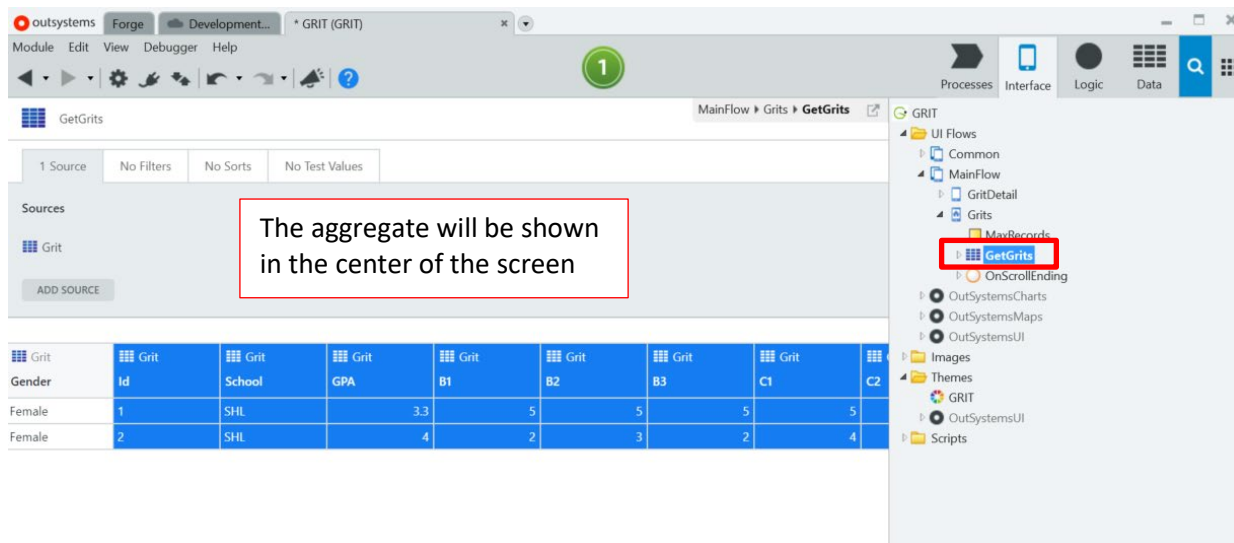 outsystems Forge Development... * GRIT (GRIT)
Module Edit View Debugger Help
1
Processes Interface Logic Data
GetGrits
MainFlow Grits GetGrits
1 Source No Filters No Sorts No Test Values
Sources
Grit
ADD SOURCE
The aggregate will be shown
in the center of the screen
Grit Grit Grit Grit Grit Grit Grit Grit
Gender Id School GPA B1 B2 B3 C1 C2
Female 1 SHL 3.3 5 5 5 5
Female 2 SHL 4 2 3 2 4
GRIT
UI Flows
Common
MainFlow
GritDetail
Grits
MaxRecords
GetGrits
OnScrollEnding
OutSystemsCharts
OutSystemsMaps
OutSystemsUI
Images
Themes
GRIT
OutSystemsUI
Scripts